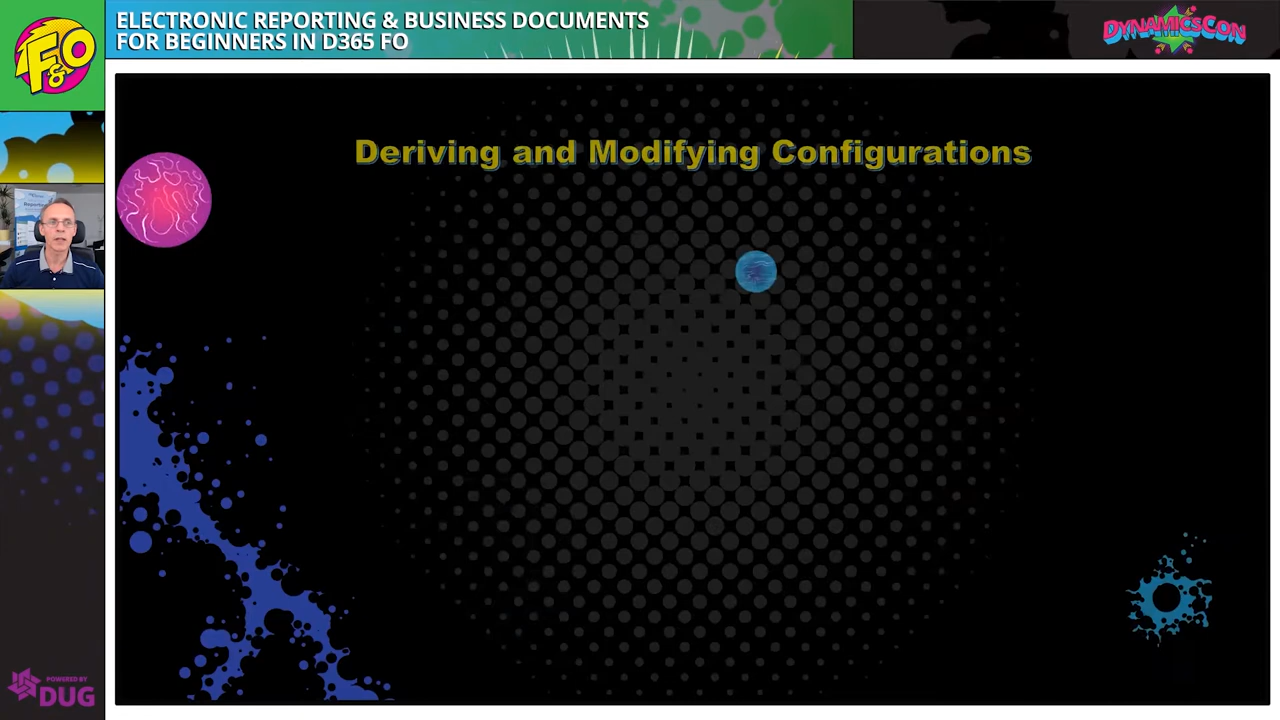 ELECTRONIC REPORTING & BUSINESS DOCUMENTS
FOR BEGINNERS IN D365 FO
F&O
DYNAMICSCON
Deriving and Modifying Configurations
POWERED BY
DUG